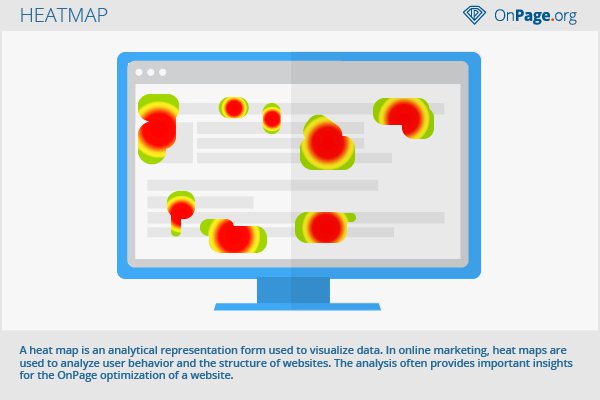 HEATMAP
OnPage.org
A heat map is an analytical representation form used to visualize data. In online marketing, heat maps are
used to analyze user behavior and the structure of websites. The analysis often provides important insights
for the OnPage optimization of a website.